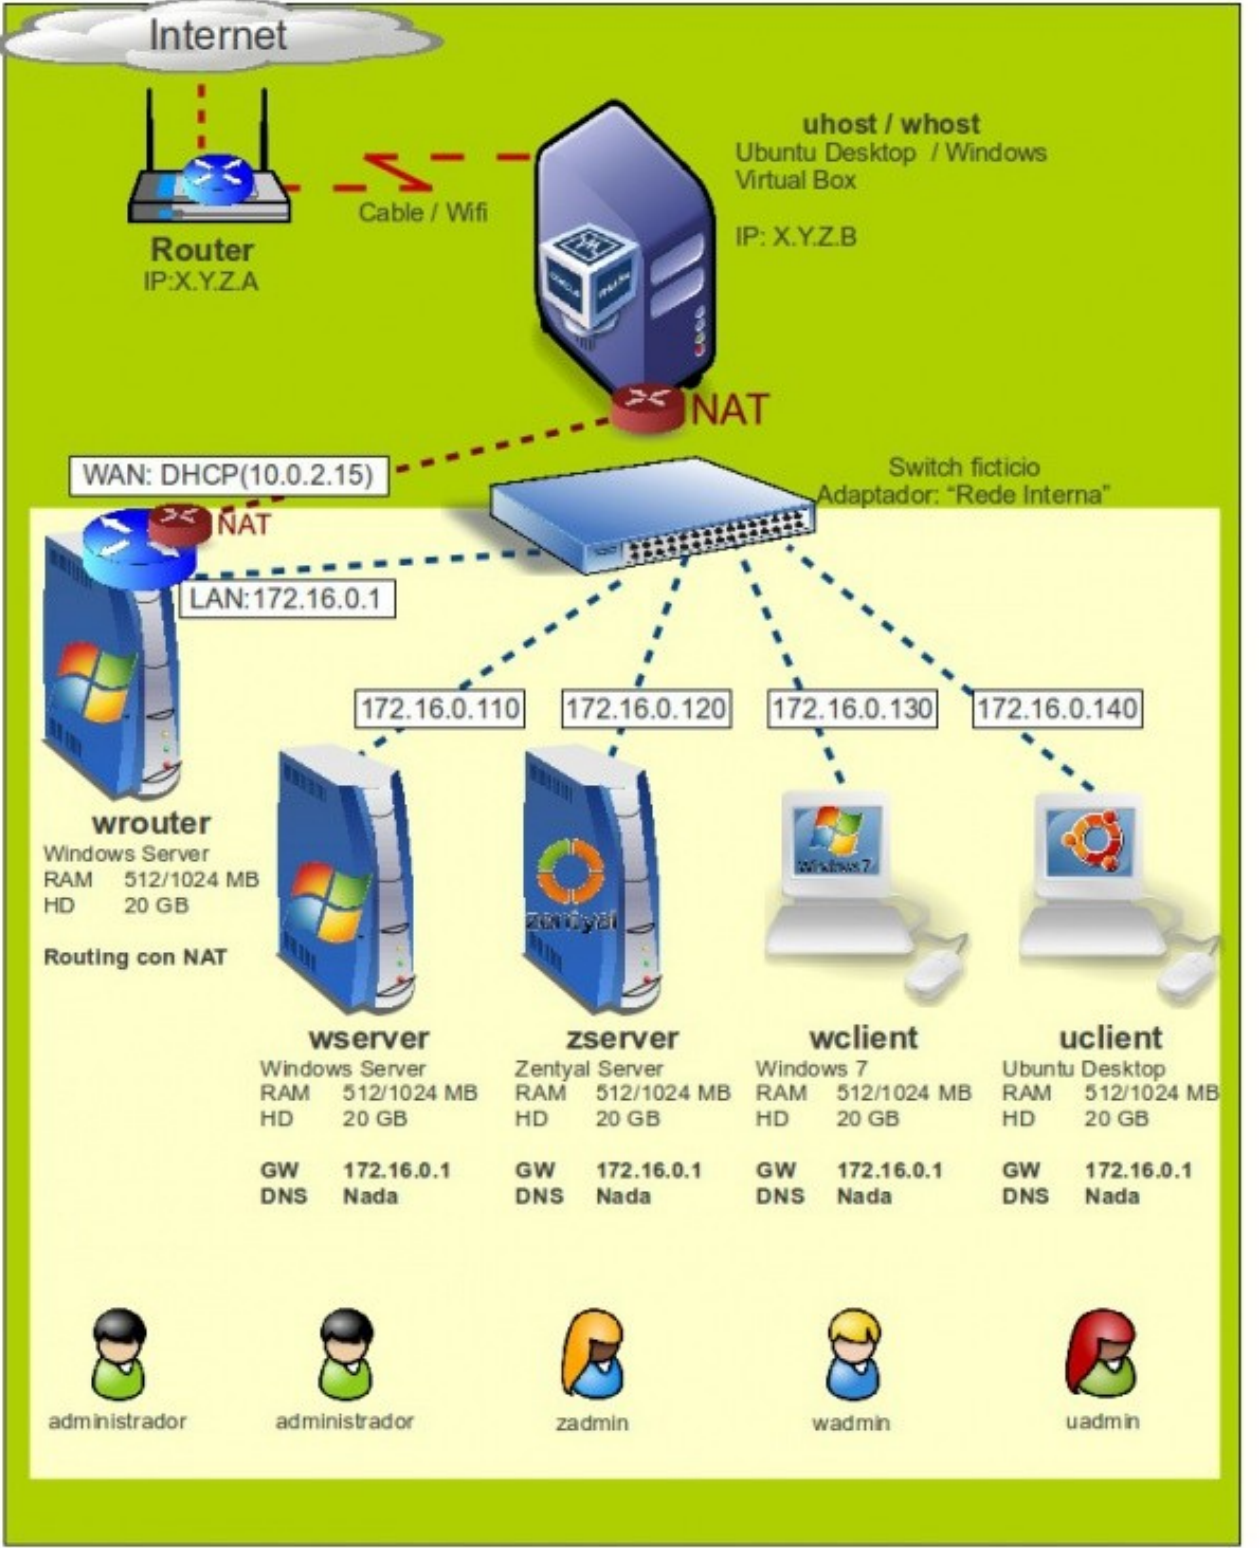 Internet
uhost / whost
Ubuntu Desktop / Windows
Virtual Box
IP: X.Y.Z.B
Cable / Wifi
Router
IP:X.Y.Z.A
NAT
WAN: DHCP(10.0.2.15)
Switch ficticio
Adaptador: “Rede Interna”
NAT
LAN:172.16.0.1
172.16.0.110
172.16.0.120
172.16.0.130
172.16.0.140
wrouter
Windows Server
RAM 512/1024 MB
HD 20 GB
Routing con NAT
Windows7
zentyal
wserver
Windows Server
RAM 512/1024 MB
HD 20 GB
GW 172.16.0.1
DNS Nada
zserver
Zentyal Server
RAM 512/1024 MB
HD 20 GB
GW 172.16.0.1
DNS Nada
wclient
Windows 7
RAM 512/1024 MB
HD 20 GB
GW 172.16.0.1
DNS Nada
uclient
Ubuntu Desktop
RAM 512/1024 MB
HD 20 GB
GW 172.16.0.1
DNS Nada
administrador
administrador
zadmin
wadmin
uadmin